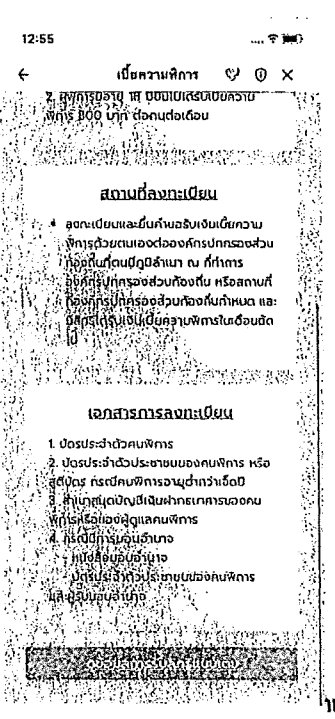 12:55
เบี้ยความพิการ
พิการ 800 บาท ต่อคนต่อเดือน
สถานที่ลงทะเบียน
ลงทะเบียนและยื่นคำขอรับเงินเบี้ยความ
พิการด้วยตนเองต่อองค์กรปกครองส่วน
ท้องถิ่นที่ตนมีภูมิลำเนา ณ ที่ทำการ
องค์กรปกครองส่วนท้องถิ่น หรือสถานที่
ที่องค์กรปกครองส่วนท้องถิ่นกำหนด และ
มีสิทธิได้รับเงินเบี้ยความพิการในเดือนถัด
ไป
เอกสารการลงทะเบียน
1. บัตรประจำตัวคนพิการ
2. บัตรประจำตัวประชาชนของคนพิการ หรือ
สูติบัตร กรณีคนพิการอายุต่ำกว่าเจ็ดปี
3. สำเนาสมุดบัญชีเงินฝากธนาคารของคน
พิการหรือของผู้ดูแลคนพิการ
4. กรณีมีการมอบอำนาจ
- หนังสือมอบอำนาจ
- บัตรประจำตัวประชาชนของคนพิการ
และผู้รับมอบอำนาจ